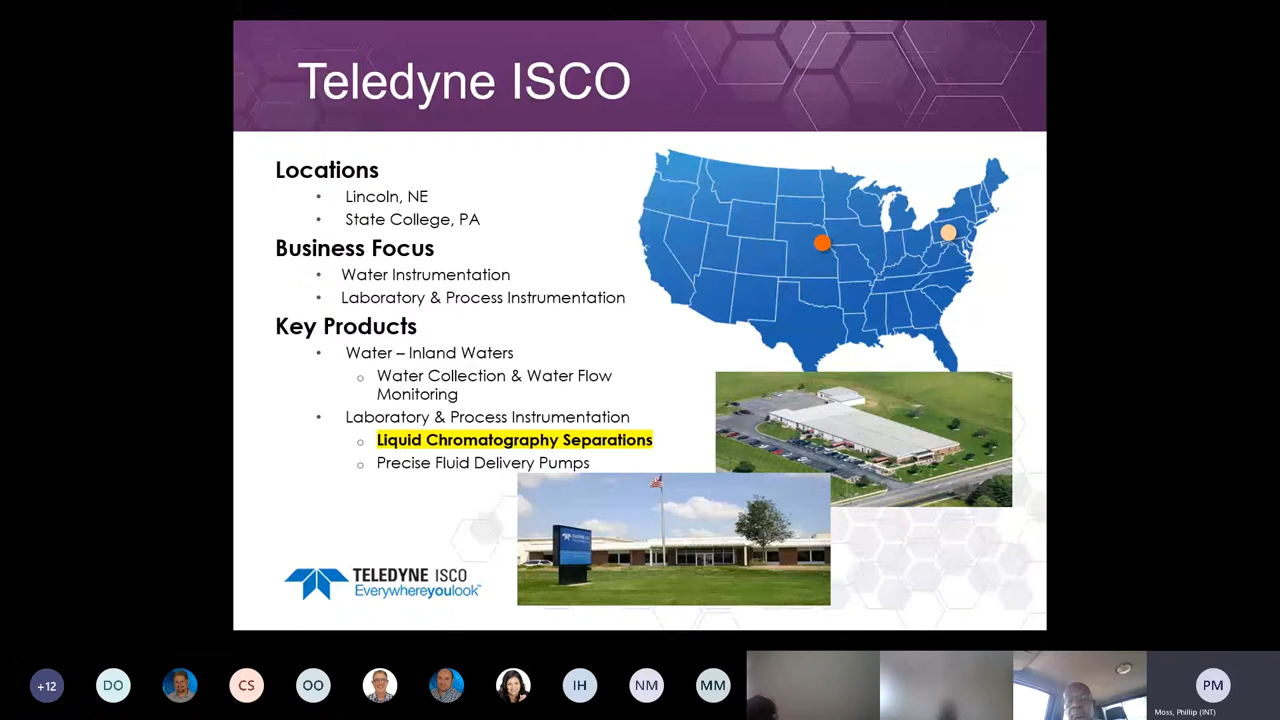 Teledyne ISCO
Locations
• Lincoln, NE
• State College, PA
Business Focus
• Water Instrumentation
• Laboratory & Process Instrumentation
Key Products
• Water – Inland Waters
o Water Collection & Water Flow
Monitoring
• Laboratory & Process Instrumentation
o Liquid Chromatography Separations
o Precise Fluid Delivery Pumps
TELEDYNE ISCO
Everywhereyoulook™
+12
DO
CS
OO
IH
NM
MM
PM
Moss, Phillip (INT)